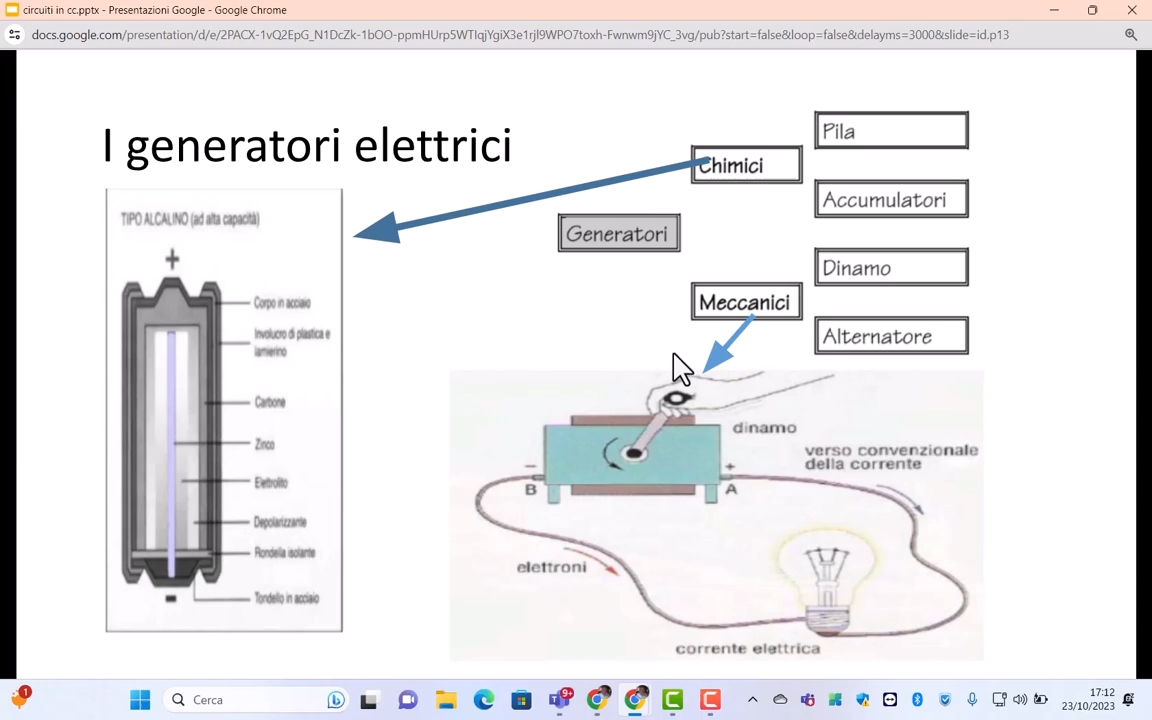 circuiti in cc.pptx - Presentazioni Google - Google Chrome
docs.google.com/presentation/d/e/2PACX-1vQ2EpG_N1DcZk-1bOO-ppmHUrp5WTIqjYgiX3e1rjl9WPO7toxh-Fwnwm9jYC_3vg/pub?start=false&loop=false&delayms=3000&slide=id.p13
I generatori elettrici
TIPO ALCALINO (ad alta capacità)
+
Corpo in acciaio
Involucro di plastica e
lamierino
Carbone
Zinco
Eletrolito
Depolarizzante
Rondella isolante
Tondello in acciaio
-
Generatori
Chimici
Meccanici
Pila
Accumulatori
Dinamo
Alternatore
dinamo
verso convenzionale
della corrente
- +
B A
elettroni
corrente elettrica
1
Cerca
9+
17:12
23/10/2023